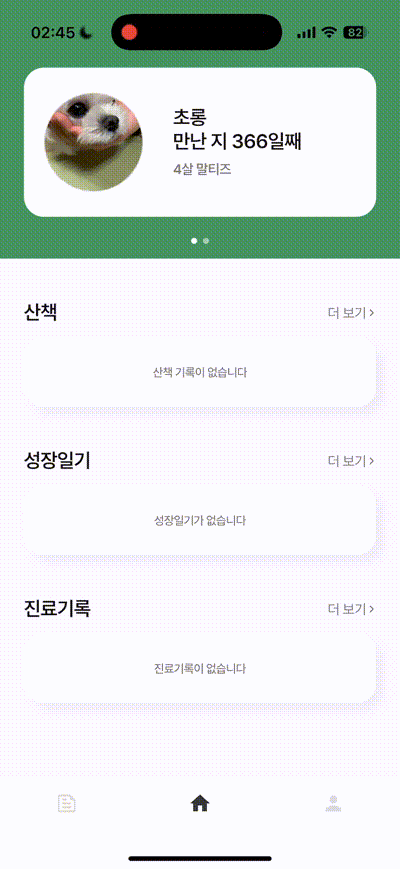 02:45
82
초롱
만난 지 366일째
4살 말티즈
산책
더 보기
산책 기록이 없습니다
성장일기
더 보기
성장일기가 없습니다
진료기록
더 보기
진료기록이 없습니다